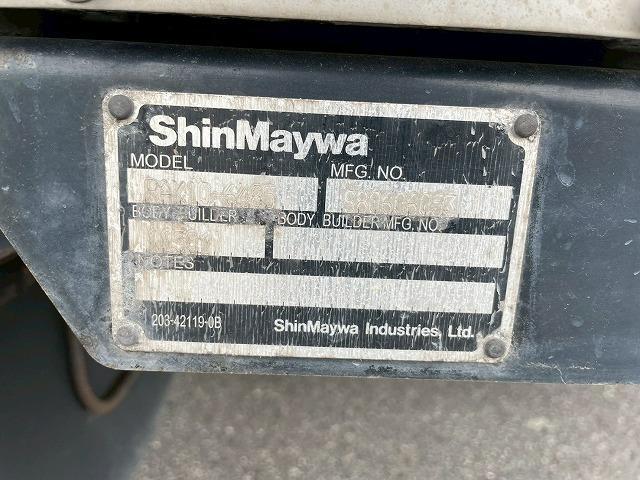 ShinMaywa
MODEL MFG. NO.
BODY BUILDER BODY BUILDER MFG. NO.
NOTES
203-42119-0B ShinMaywa Industries, Ltd.